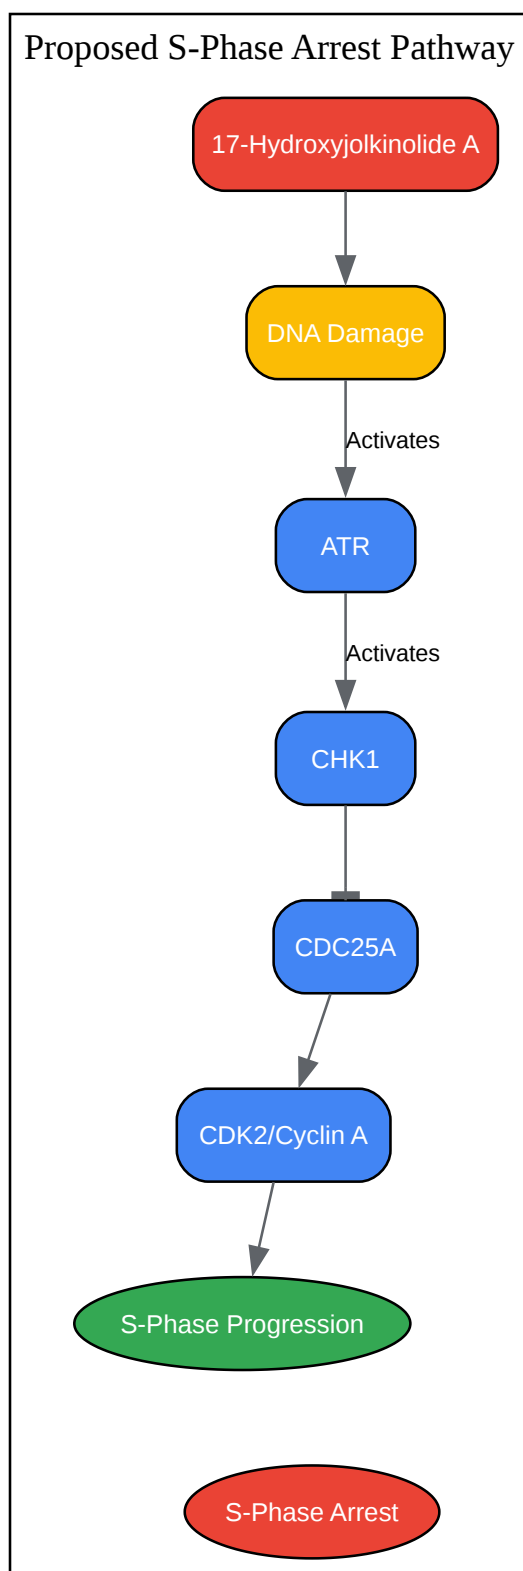 Proposed S-Phase Arrest Pathway
17-Hydroxyjolkinolide A
DNA Damage
Activates
ATR
Activates
CHK1
CDC25A
CDK2/Cyclin A
S-Phase Progression
S-Phase Arrest